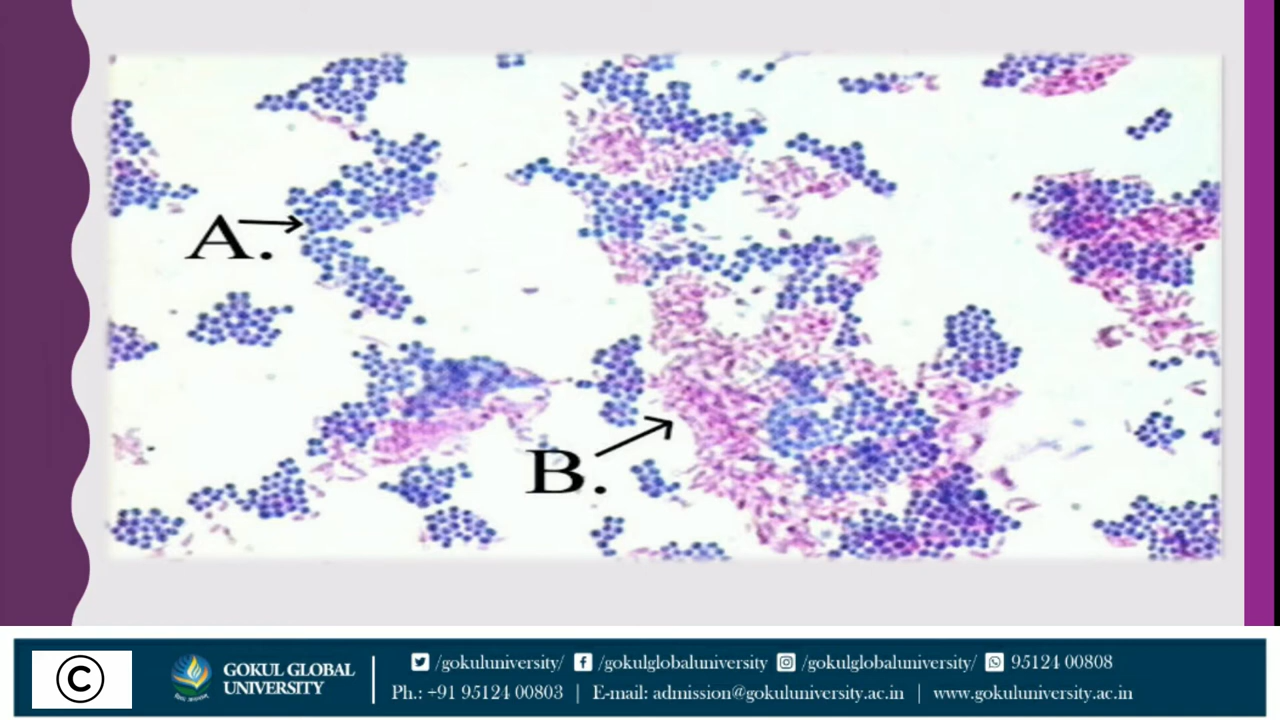 A.
B.
©
GOKUL GLOBAL
UNIVERSITY
/gokuluniversity/ /gokulglobaluniversity /gokulglobaluniversity/ 95124 00808
Ph.: +91 95124 00803 | E-mail: admission@gokuluniversity.ac.in | www.gokuluniversity.ac.in